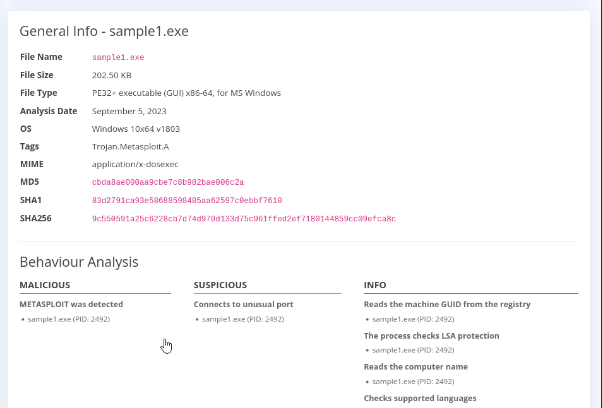 General Info - sample1.exe
File Name sample1.exe
File Size 202.50 KB
File Type PE32+ executable (GUI) x86-64, for MS Windows
Analysis Date September 5, 2023
OS Windows 10x64 v1803
Tags Trojan.Metasploit.A
MIME application/x-dosexec
MD5 cbda8ae000aa9cbe7c8b982bae006c2a
SHA1 83d2791ca93e58688598485aa62597c0ebbf7610
SHA256 9c550591a25c6228cb7d74d970d133d75c961ffed2ef7180144859cc09efca8c
Behaviour Analysis
MALICIOUS SUSPICIOUS INFO
METASPLOIT was detected Connects to unusual port Reads the machine GUID from the registry
• sample1.exe (PID: 2492) • sample1.exe (PID: 2492) • sample1.exe (PID: 2492)
The process checks LSA protection
• sample1.exe (PID: 2492)
Reads the computer name
• sample1.exe (PID: 2492)
Checks supported languages